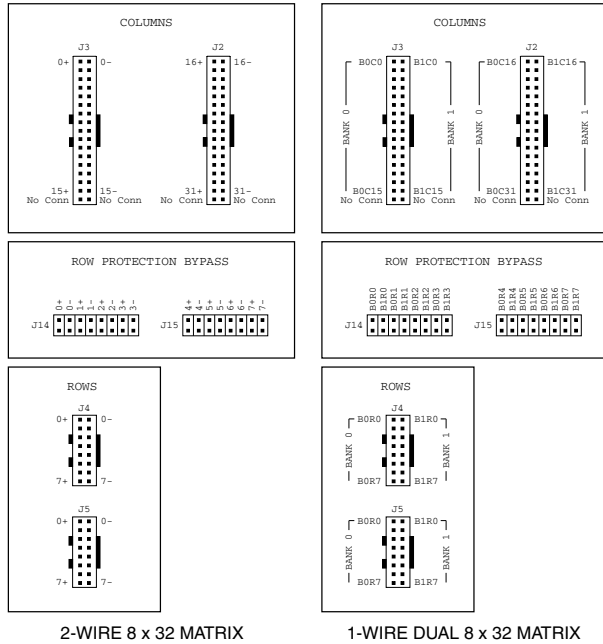 COLUMNS
J3 J2
0+ 0- 16+ 16-
15+ 15- 31+ 31-
No Conn No Conn No Conn No Conn
ROW PROTECTION BYPASS
0+ 0- 1+ 1- 2+ 2- 3+ 3- 4+ 4- 5+ 5- 6+ 6- 7+ 7-
J14 J15
ROWS
J4
0+ 0-
7+ 7-
J5
0+ 0-
7+ 7-
2-WIRE 8 x 32 MATRIX
COLUMNS
J3 J2
B0C0 B1C0 B0C16 B1C16
BANK 0 BANK 1 BANK 0 BANK 1
B0C15 B1C15 B0C31 B1C31
No Conn No Conn No Conn No Conn
ROW PROTECTION BYPASS
B0R0 B1R0 B0R1 B1R1 B0R2 B1R2 B0R3 B1R3 B0R4 B1R4 B0R5 B1R5 B0R6 B1R6 B0R7 B1R7
J14 J15
ROWS
J4
B0R0 B1R0
BANK 0 BANK 1
B0R7 B1R7
J5
B0R0 B1R0
BANK 0 BANK 1
B0R7 B1R7
1-WIRE DUAL 8 x 32 MATRIX